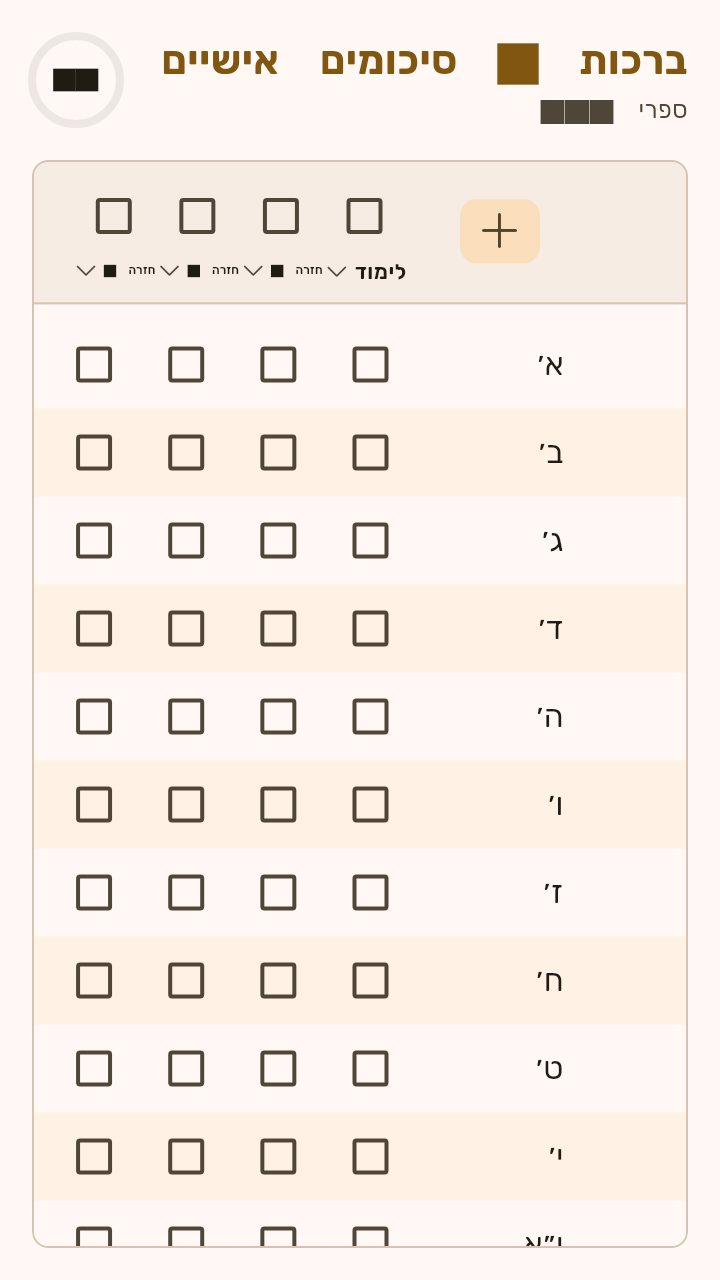 ברכות סיכומים אישיים
ספרי
לימוד חזרה חזרה חזרה
א׳
ב׳
ג׳
ד׳
ה׳
ו׳
ז׳
ח׳
ט׳
י׳
י״א